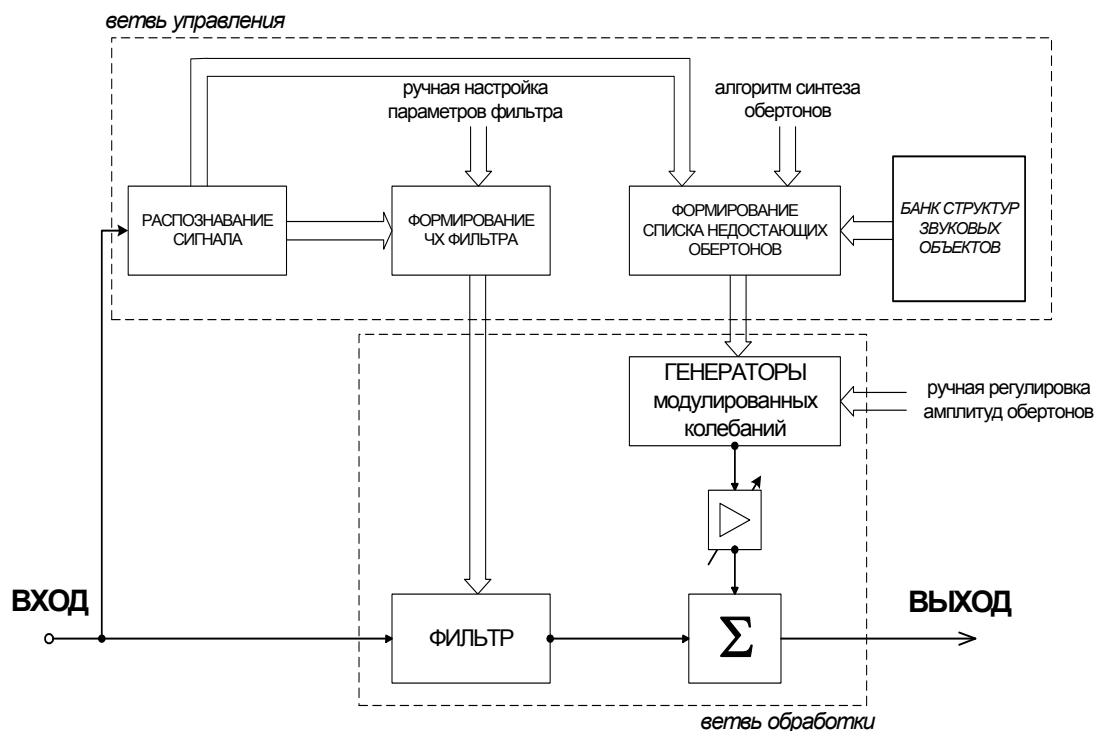 ветвь управления
ручная настройка
параметров фильтра
алгоритм синтеза
обертонов
РАСПОЗНАВАНИЕ
СИГНАЛА
ФОРМИРОВАНИЕ
ЧХ ФИЛЬТРА
ФОРМИРОВАНИЕ
СПИСКА НЕДОСТАЮЩИХ
ОБЕРТОНОВ
БАНК СТРУКТУР
ЗВУКОВЫХ
ОБЪЕКТОВ
ГЕНЕРАТОРЫ
модулированных
колебаний
ручная регулировка
амплитуд обертонов
ВХОД
ФИЛЬТР
Σ
ВЫХОД
ветвь обработки